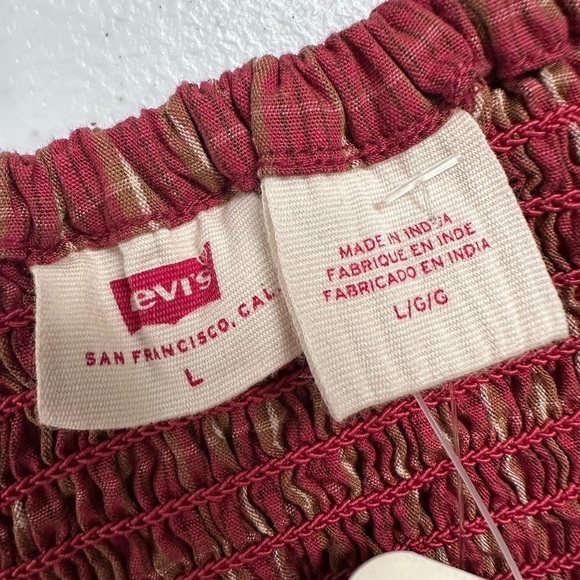 Levi's
SAN FRANCISCO, CAL.
L
MADE IN INDIA
FABRIQUE EN INDE
FABRICADO EN INDIA
L/G/G